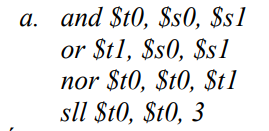 a. and $t0, $s0, $s1
or $t1, $s0, $s1
nor $t0, $t0, $t1
sll $t0, $t0, 3